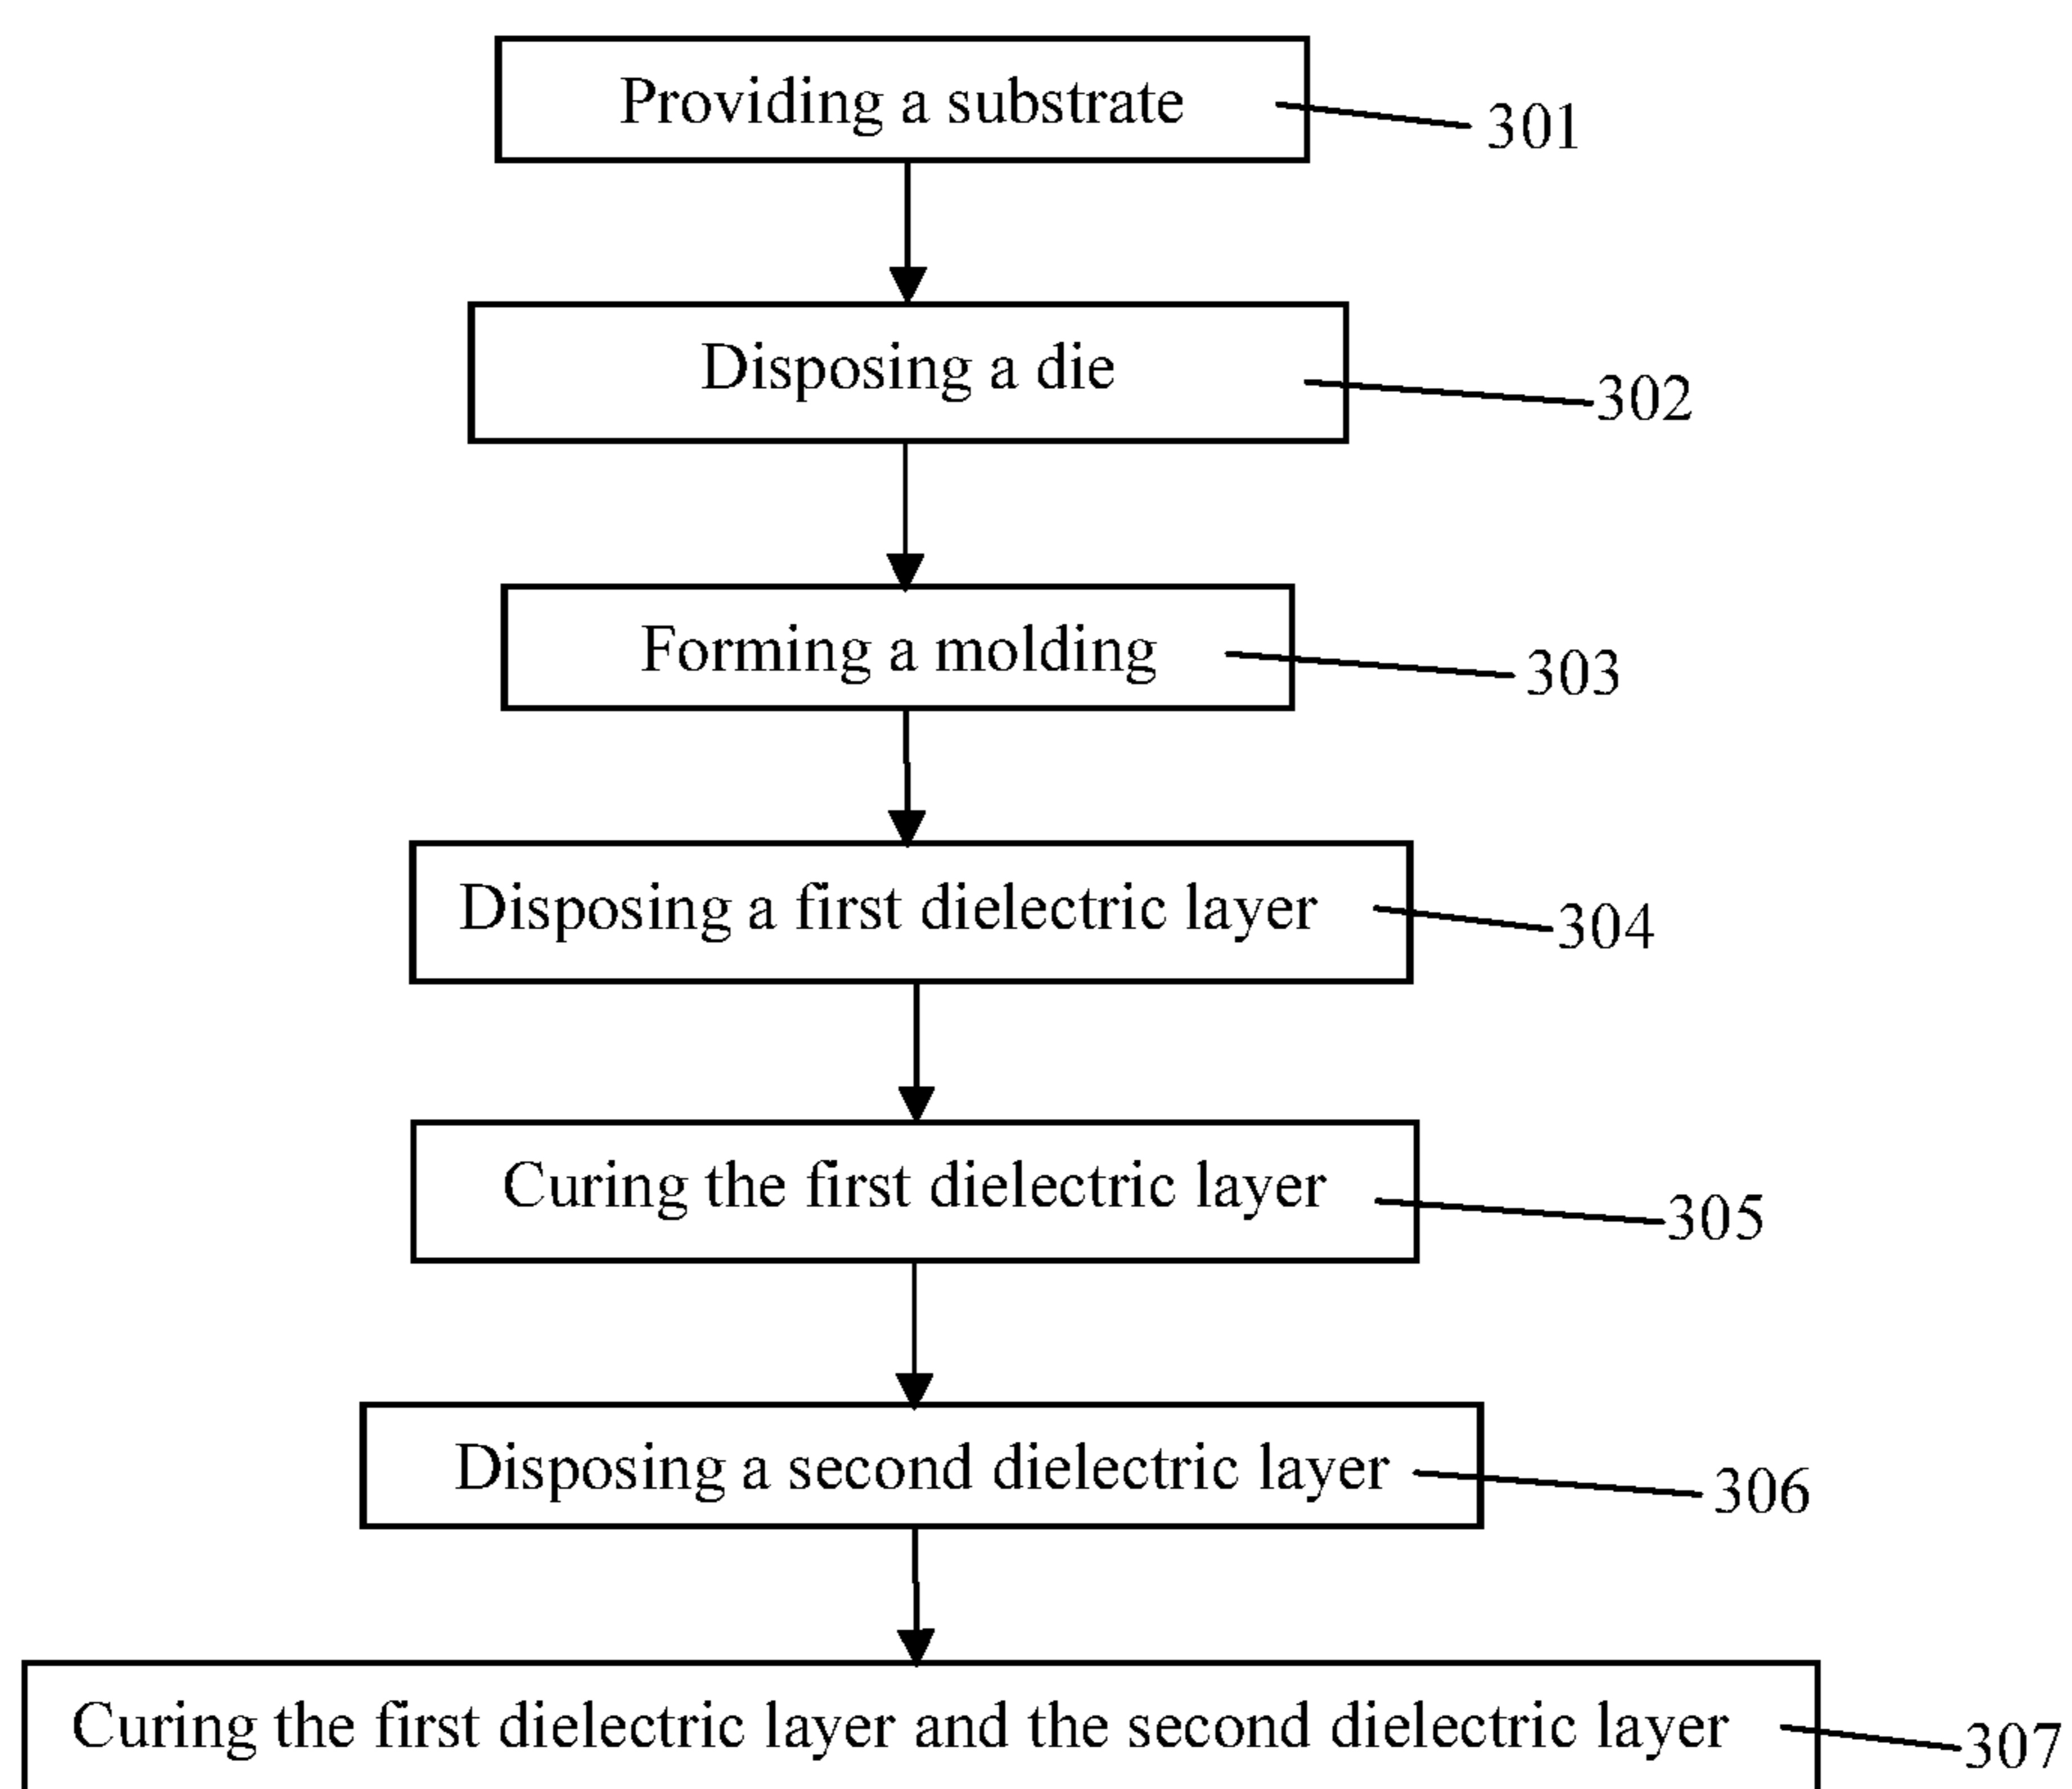 Providing a substrate
301
Disposing a die
302
Forming a molding
303
Disposing a first dielectric layer
304
Curing the first dielectric layer
305
Disposing a second dielectric layer
306
Curing the first dielectric layer and the second dielectric layer
307